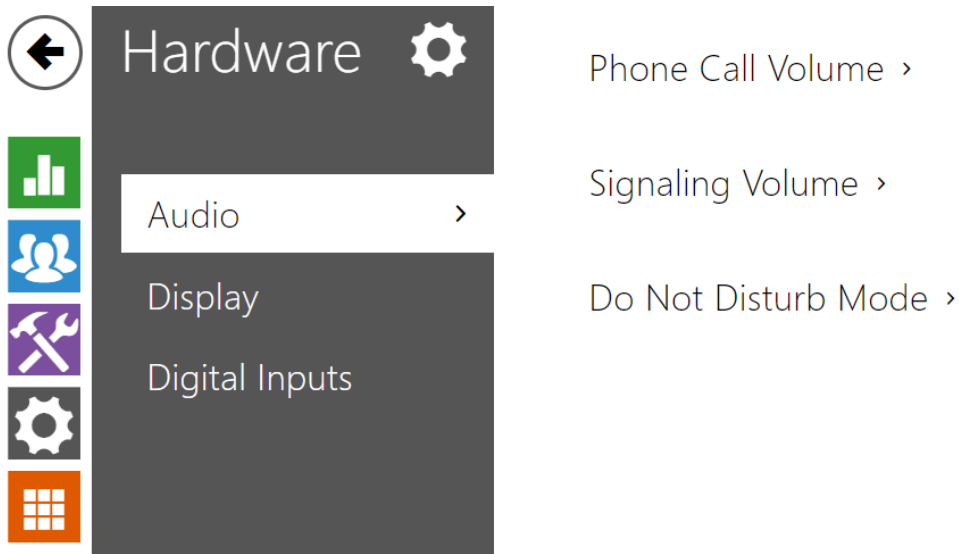 Hardware
Audio
Display
Digital Inputs
Phone Call Volume
Signaling Volume
Do Not Disturb Mode